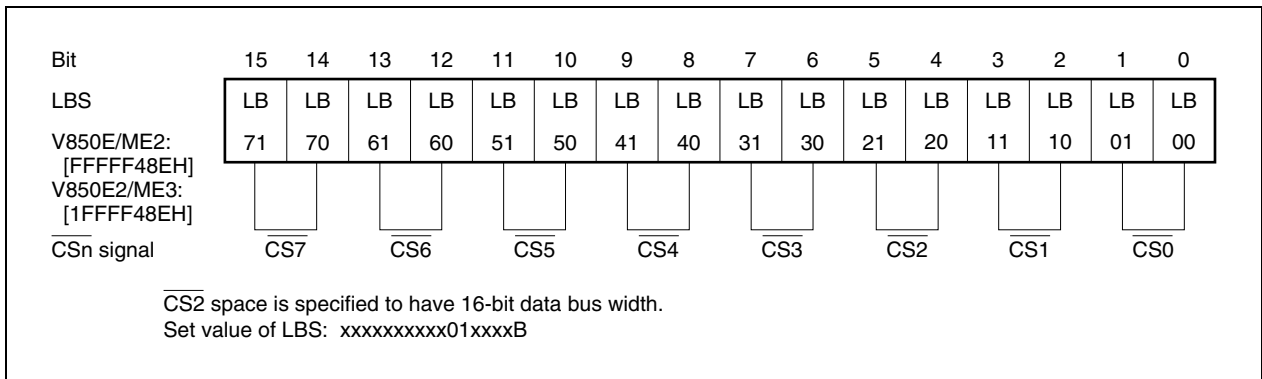 Bit 15 14 13 12 11 10 9 8 7 6 5 4 3 2 1 0
LBS LB LB LB LB LB LB LB LB LB LB LB LB LB LB LB LB
V850E/ME2: 71 70 61 60 51 50 41 40 31 30 21 20 11 10 01 00
[FFFFF48EH]
V850E2/ME3:
[1FFFF48EH]
CSn signal CS7 CS6 CS5 CS4 CS3 CS2 CS1 CS0
CS2 space is specified to have 16-bit data bus width.
Set value of LBS: xxxxxxxxxx01xxxxB